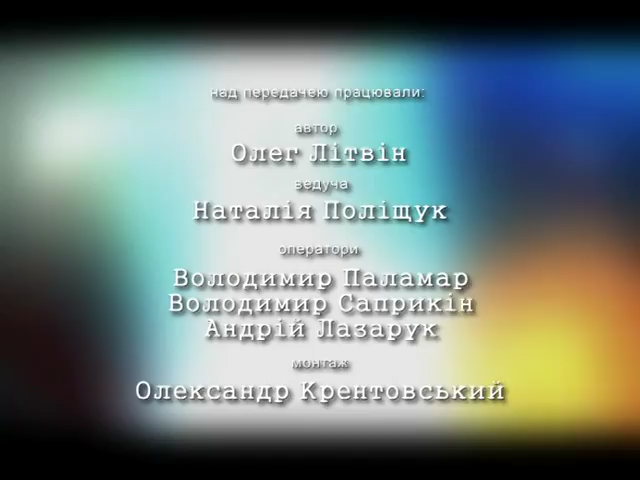 над передачею працювали:
автор
Олег Літвін
ведуча
Наталія Поліщук
оператори
Володимир Паламар
Володимир Саприкін
Андрій Лазарук
монтаж
Олександр Крентовський